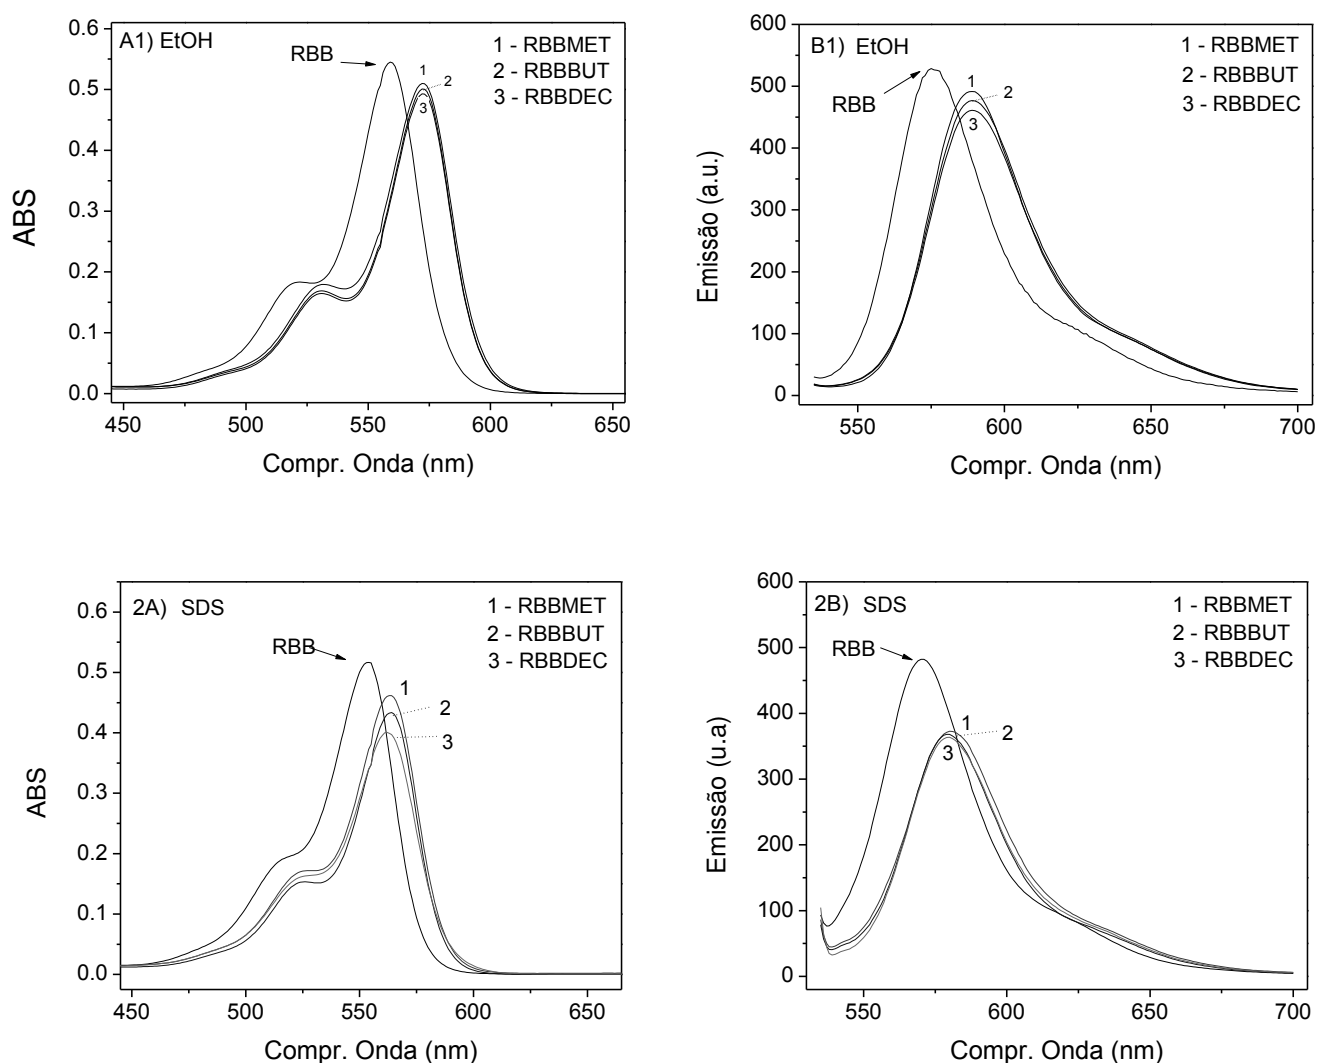 A1) EtOH
1 - RBBMET
2 - RBBBUT
3 - RBBDEC
RBB
1
2
3
ABS
0.6
0.5
0.4
0.3
0.2
0.1
0.0
450 500 550 600 650
Compr. Onda (nm)
B1) EtOH
1 - RBBMET
2 - RBBBUT
3 - RBBDEC
RBB
1
2
3
Emissão (a.u.)
600
500
400
300
200
100
0
550 600 650 700
Compr. Onda (nm)
2A) SDS
1 - RBBMET
2 - RBBBUT
3 - RBBDEC
RBB
1
2
3
ABS
0.6
0.5
0.4
0.3
0.2
0.1
0.0
450 500 550 600 650
Compr. Onda (nm)
2B) SDS
1 - RBBMET
2 - RBBBUT
3 - RBBDEC
RBB
1
2
3
Emissão (u.a)
600
500
400
300
200
100
0
550 600 650 700
Compr. Onda (nm)